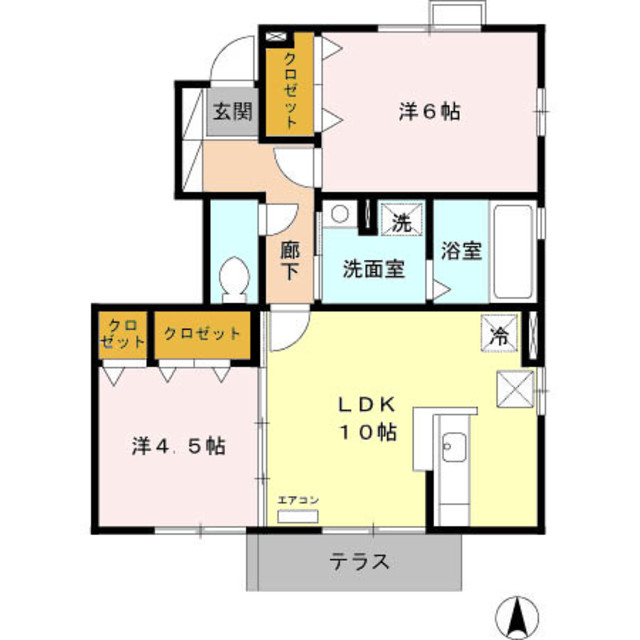 クロゼット
玄関
洋6帖
洗
廊下
洗面室
浴室
クロゼット
クロゼット
冷
LDK
10帖
洋4.5帖
エアコン
テラス